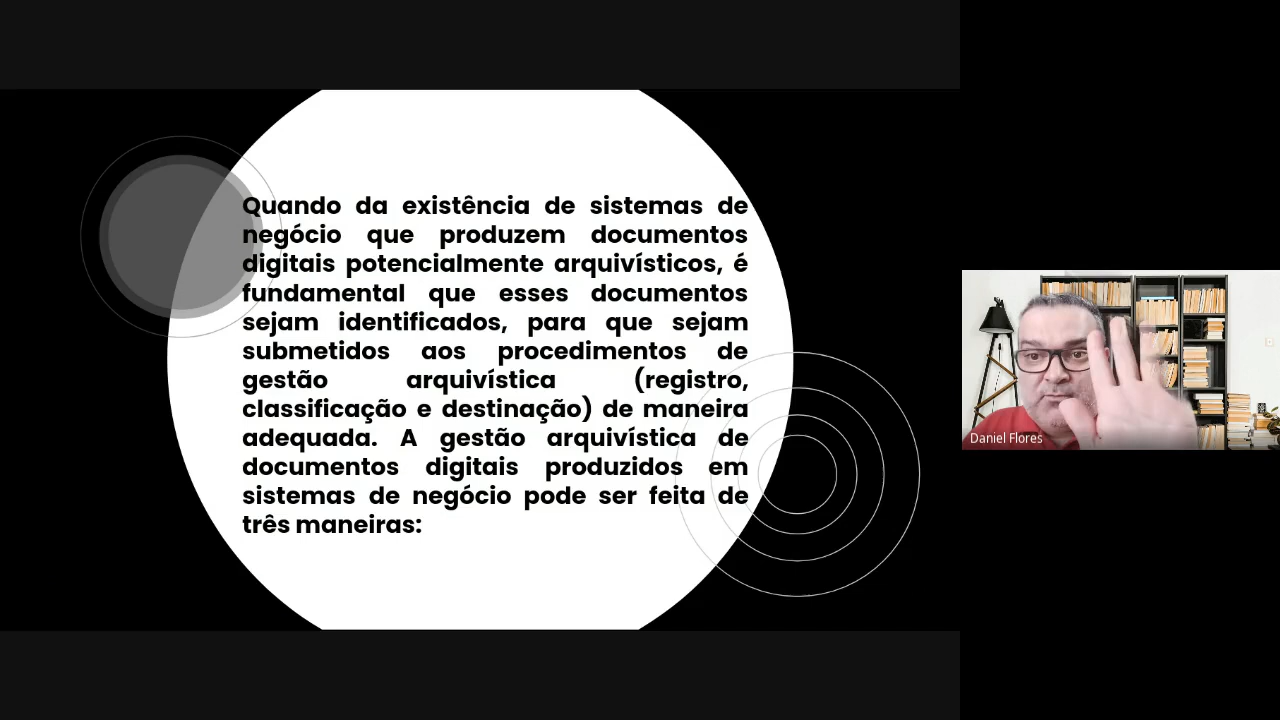 Quando da existência de sistemas de
negócio que produzem documentos
digitais potencialmente arquivísticos, é
fundamental que esses documentos
sejam identificados, para que sejam
submetidos aos procedimentos de
gestão arquivística (registro,
classificação e destinação) de maneira
adequada. A gestão arquivística de
documentos digitais produzidos em
sistemas de negócio pode ser feita de
três maneiras:
Daniel Flores